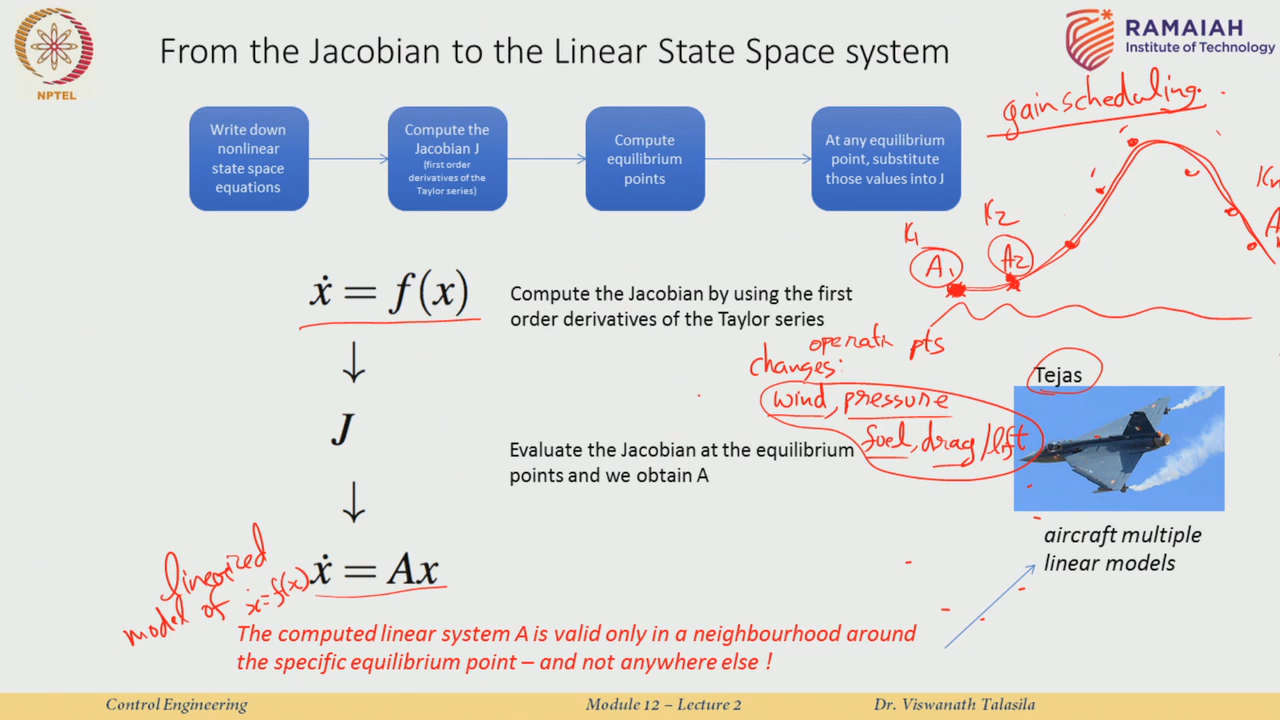 NPTEL
From the Jacobian to the Linear State Space system
RAMAIAH
Institute of Technology
Write down
nonlinear
state space
equations
Compute the
Jacobian J
(first order
derivatives of the
Taylor series)
Compute
equilibrium
points
At any equilibrium
point, substitute
those values into J
gain scheduling.
K1
K2
Kn
A1
A2
ẋ = f(x)
Compute the Jacobian by using the first
order derivatives of the Taylor series
operatin pts
changes:
wind, pressure
fuel, drag/lift
Tejas
J
Evaluate the Jacobian at the equilibrium
points and we obtain A
aircraft multiple
linear models
linearized
model of ẋ=f(x)
ẋ = Ax
The computed linear system A is valid only in a neighbourhood around
the specific equilibrium point – and not anywhere else !
Control Engineering
Module 12 – Lecture 2
Dr. Viswanath Talasila